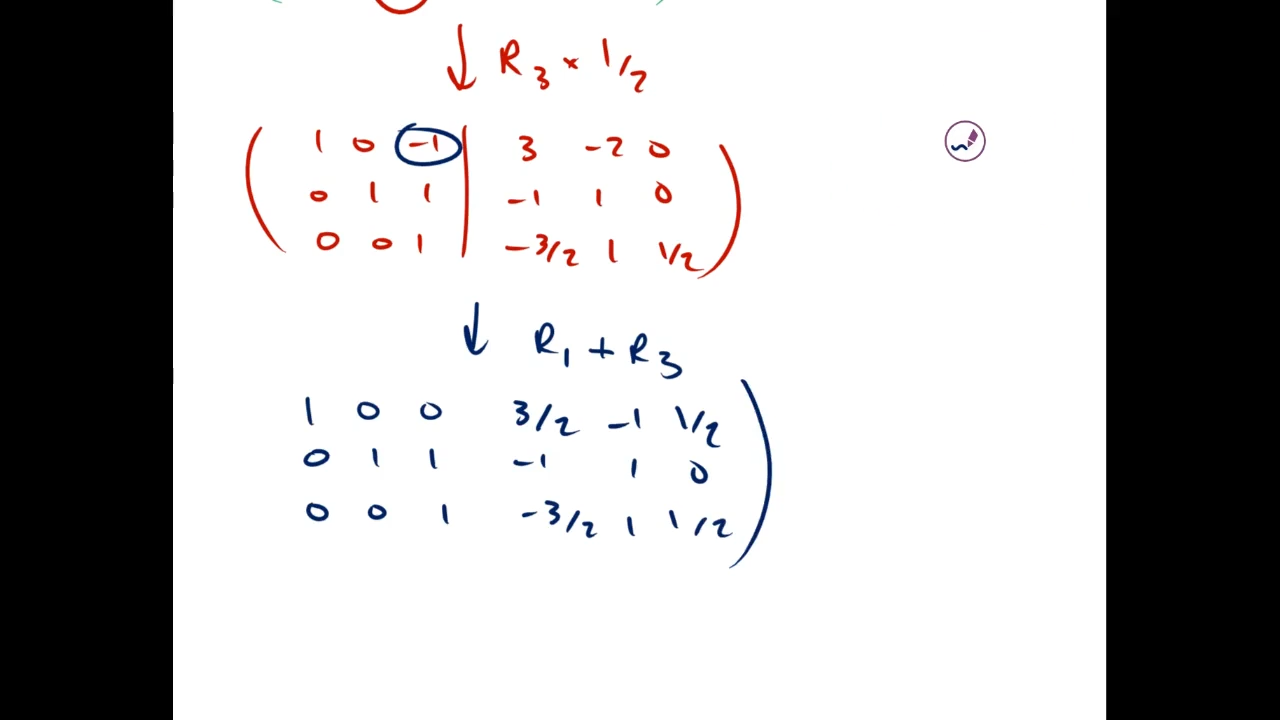 ↓ R3 × 1/2
( 1 0 -1 | 3 -2 0 )
0 1 1 | -1 1 0
0 0 1 | -3/2 1 1/2
↓ R1 + R3
1 0 0 3/2 -1 1/2 )
0 1 1 -1 1 0
0 0 1 -3/2 1 1/2